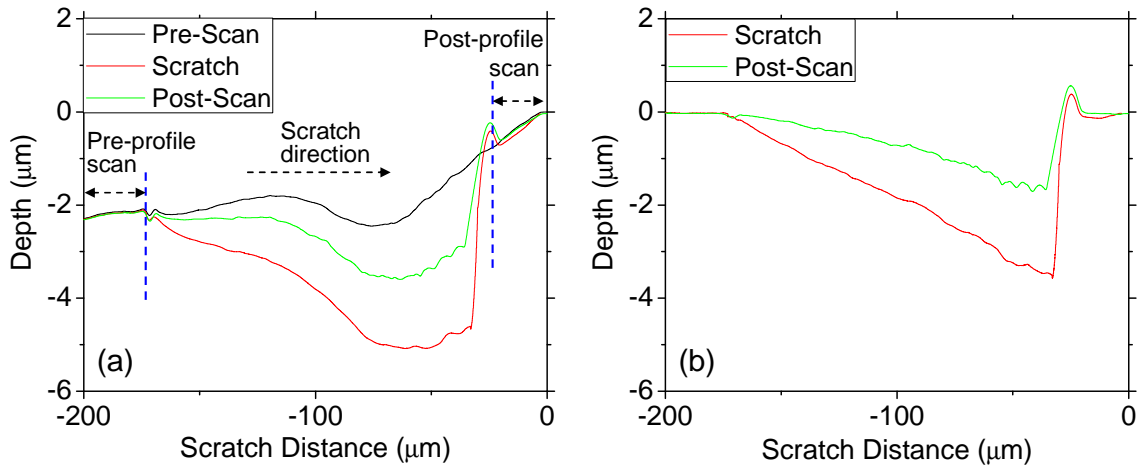 2
0
-2
-4
-6
Depth (μm)
Pre-Scan
Scratch
Post-Scan
Post-profile
scan
Pre-profile
scan
Scratch
direction
(a)
-200
-100
0
Scratch Distance (μm)
2
0
-2
-4
-6
Depth (μm)
Scratch
Post-Scan
(b)
-200
-100
0
Scratch Distance (μm)